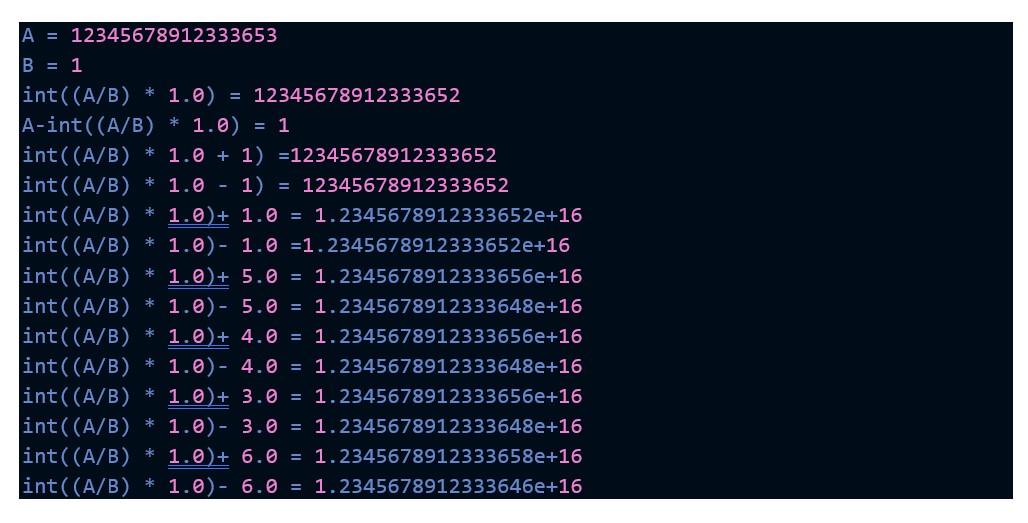 A = 12345678912333653
B = 1
int((A/B) * 1.0) = 12345678912333652
A-int((A/B) * 1.0) = 1
int((A/B) * 1.0 + 1) =12345678912333652
int((A/B) * 1.0 - 1) = 12345678912333652
int((A/B) * 1.0)+ 1.0 = 1.2345678912333652e+16
int((A/B) * 1.0)- 1.0 =1.2345678912333652e+16
int((A/B) * 1.0)+ 5.0 = 1.2345678912333656e+16
int((A/B) * 1.0)- 5.0 = 1.2345678912333648e+16
int((A/B) * 1.0)+ 4.0 = 1.2345678912333656e+16
int((A/B) * 1.0)- 4.0 = 1.2345678912333648e+16
int((A/B) * 1.0)+ 3.0 = 1.2345678912333656e+16
int((A/B) * 1.0)- 3.0 = 1.2345678912333648e+16
int((A/B) * 1.0)+ 6.0 = 1.2345678912333658e+16
int((A/B) * 1.0)- 6.0 = 1.2345678912333646e+16